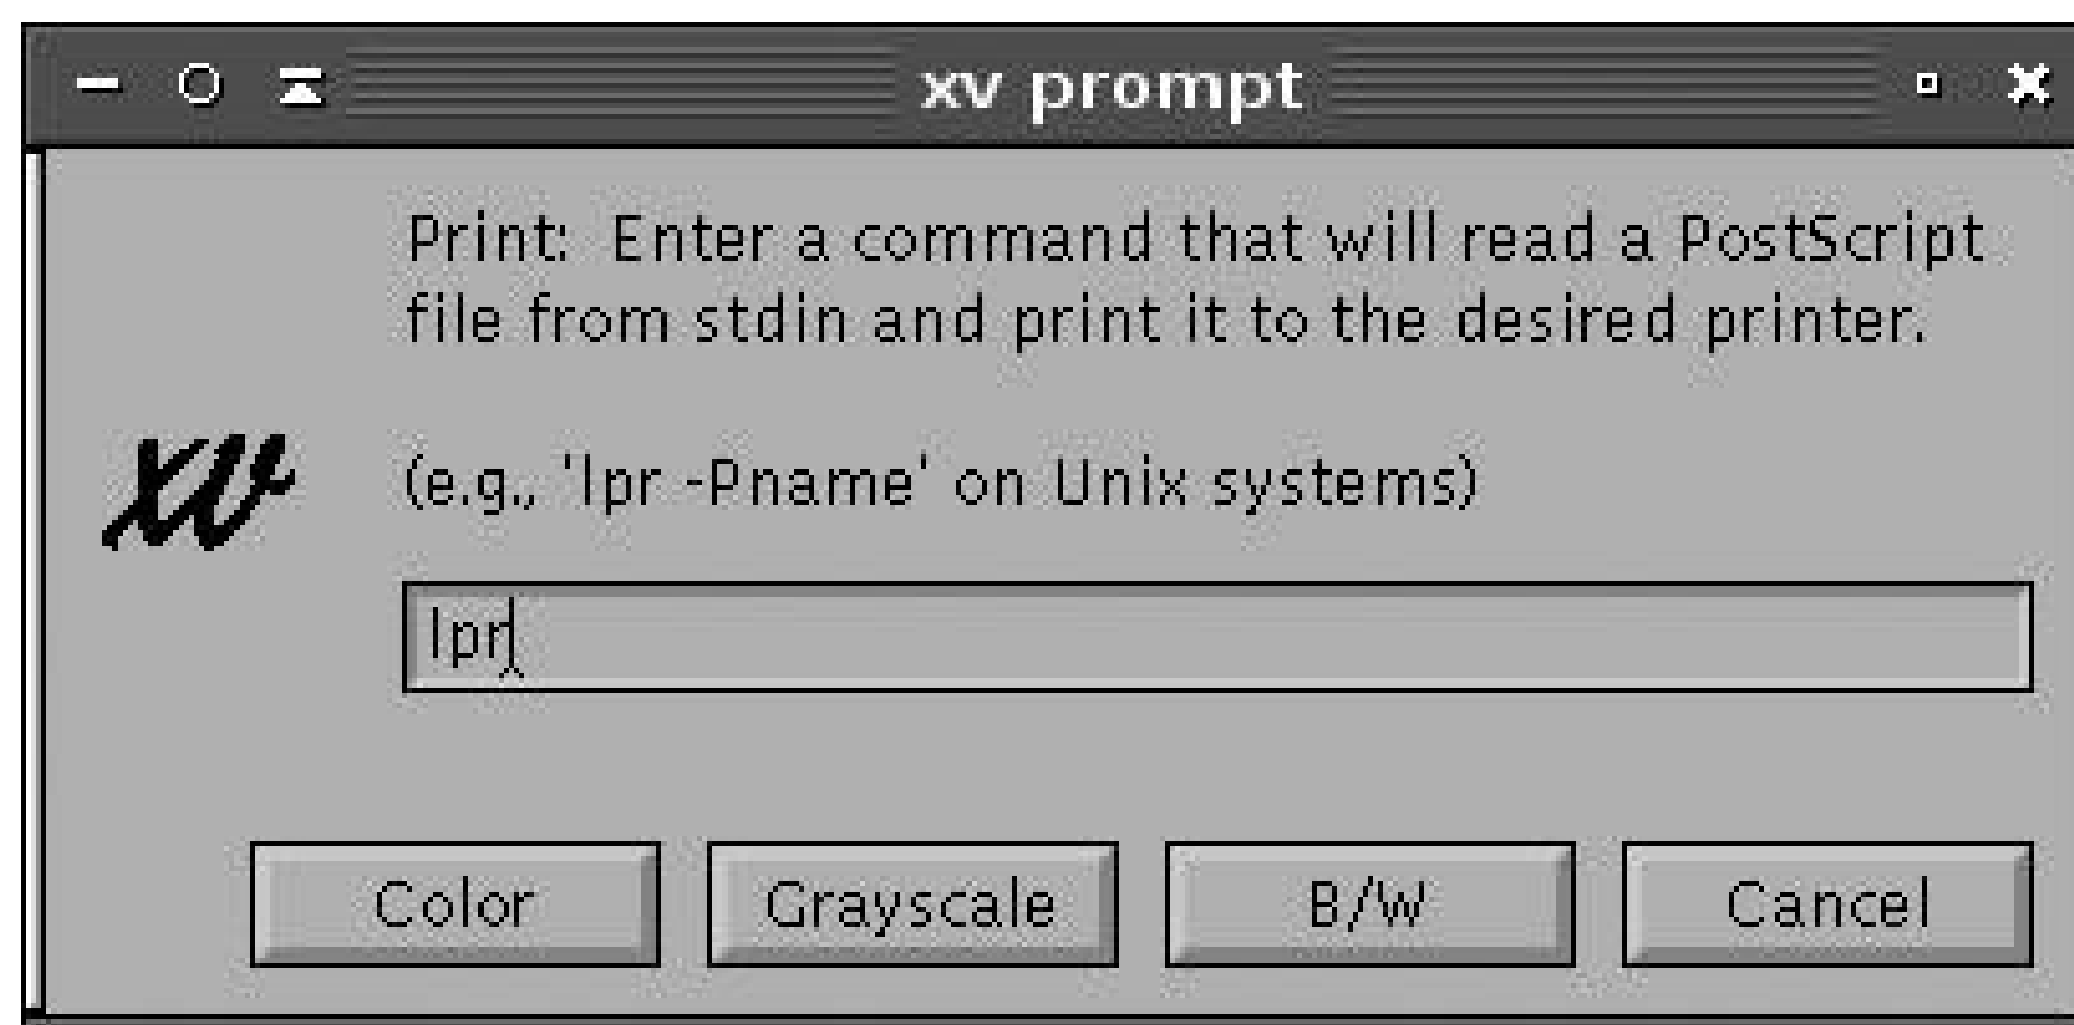 xv prompt
Print:  Enter a command that will read a PostScript
file from stdin and print it to the desired printer.
xv
(e.g., 'lpr -Pname' on Unix systems)
lpr
Color Grayscale B/W Cancel